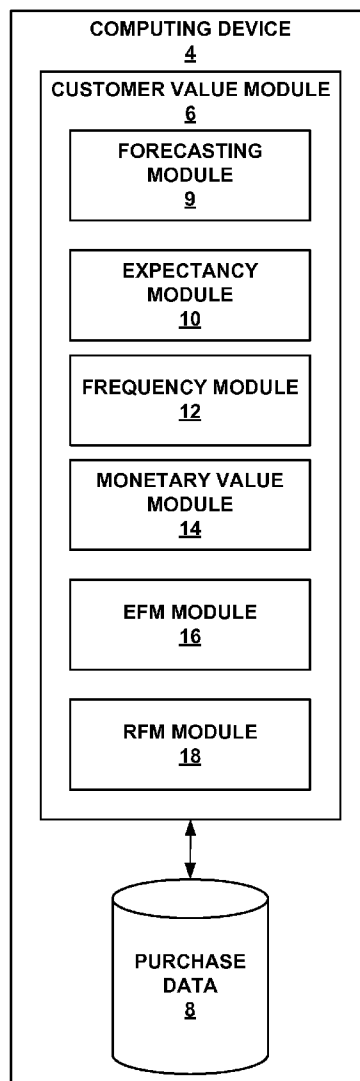 COMPUTING DEVICE
4
CUSTOMER VALUE MODULE
6
FORECASTING
MODULE
9
EXPECTANCY
MODULE
10
FREQUENCY MODULE
12
MONETARY VALUE
MODULE
14
EFM MODULE
16
RFM MODULE
18
PURCHASE
DATA
8